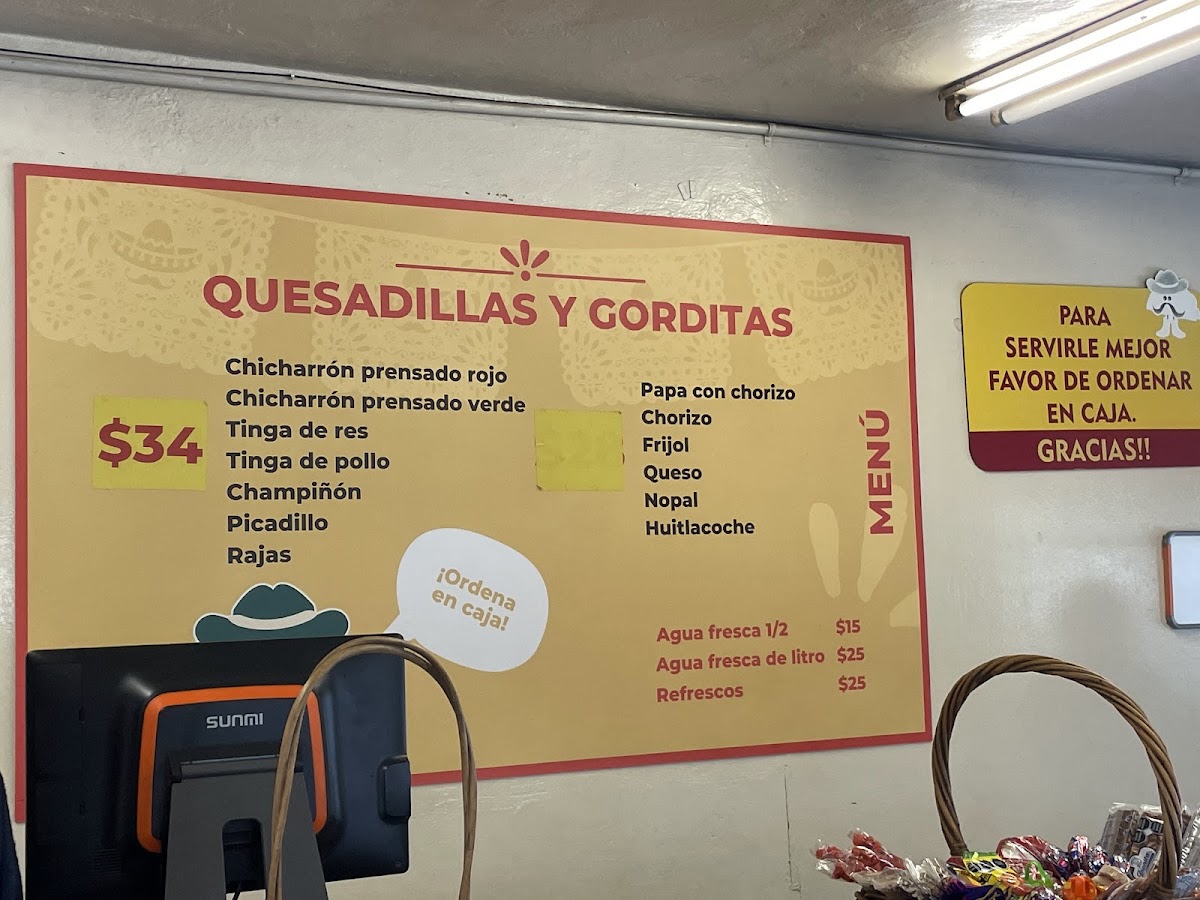 QUESADILLAS Y GORDITAS
$34
Chicharrón prensado rojo
Chicharrón prensado verde
Tinga de res
Tinga de pollo
Champiñón
Picadillo
Rajas
Papa con chorizo
Chorizo
Frijol
Queso
Nopal
Huitlacoche
MENÚ
¡Ordena
en caja!
Agua fresca 1/2 $15
Agua fresca de litro $25
Refrescos $25
PARA
SERVIRLE MEJOR
FAVOR DE ORDENAR
EN CAJA.
GRACIAS!!
SUNMI